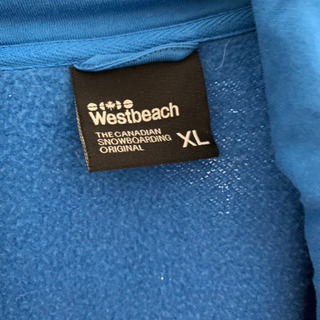 Westbeach
THE CANADIAN
SNOWBOARDING
ORIGINAL
XL